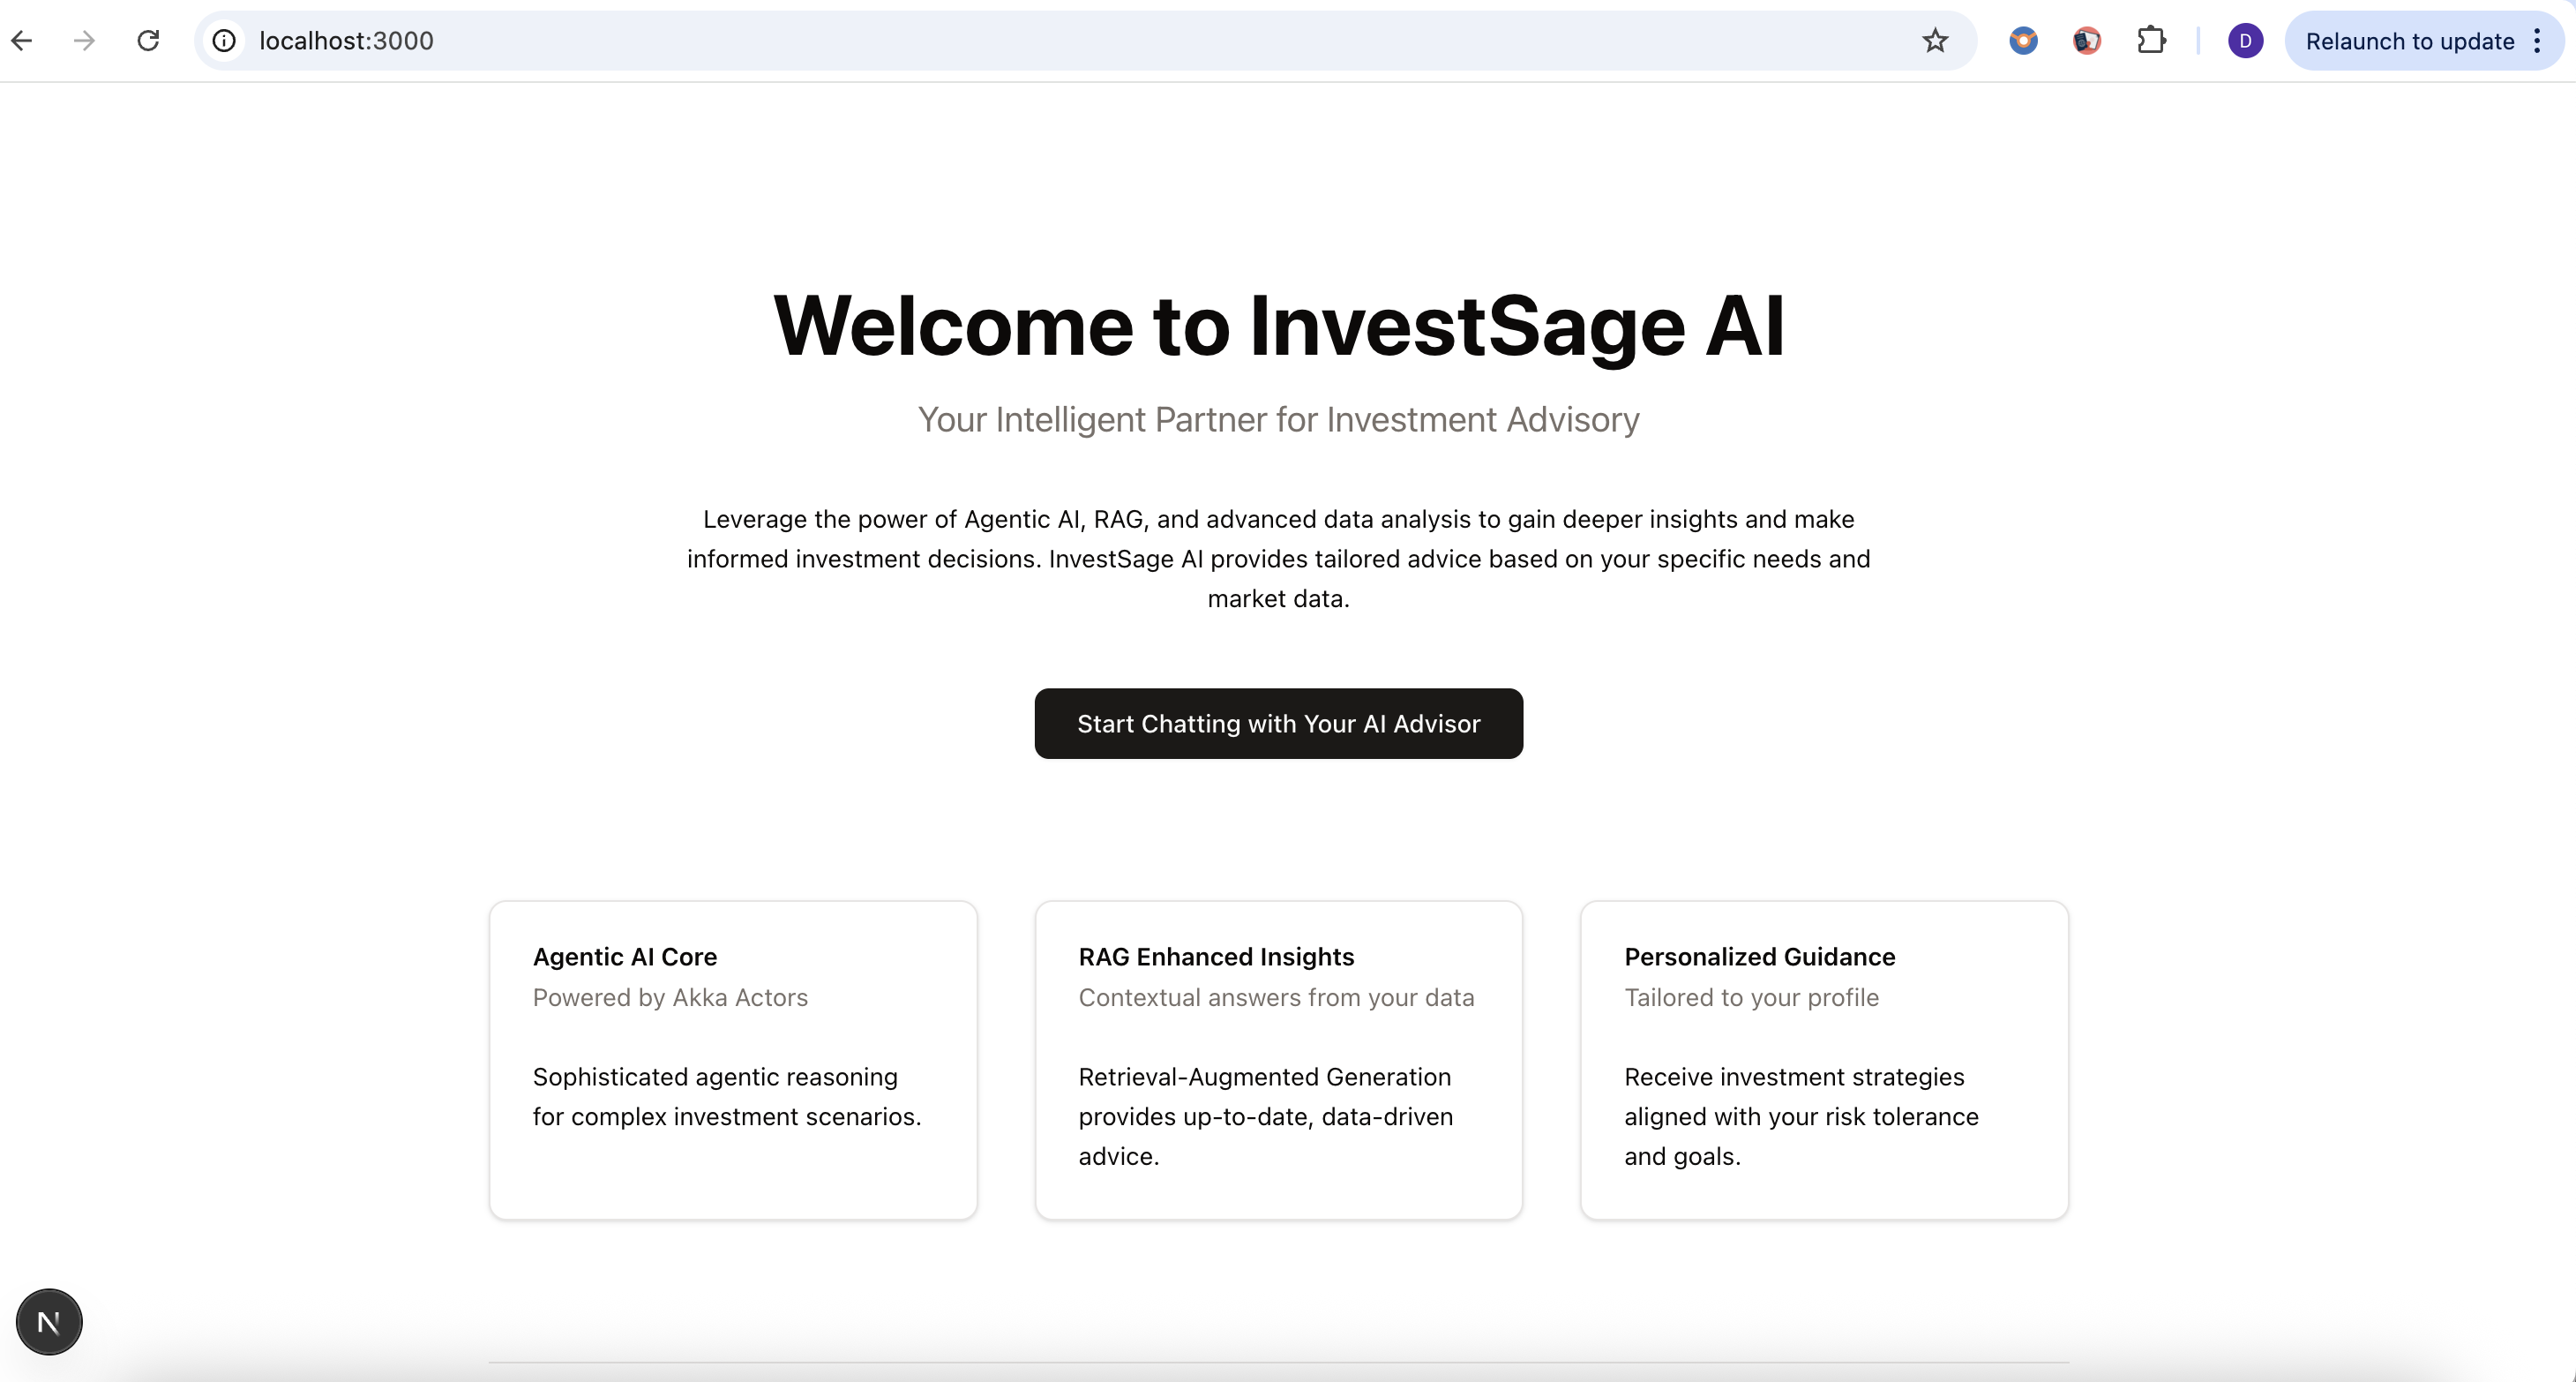 localhost:3000
D
Relaunch to update
Welcome to InvestSage AI
Your Intelligent Partner for Investment Advisory
Leverage the power of Agentic AI, RAG, and advanced data analysis to gain deeper insights and make
informed investment decisions. InvestSage AI provides tailored advice based on your specific needs and
market data.
Start Chatting with Your AI Advisor
Agentic AI Core
Powered by Akka Actors
Sophisticated agentic reasoning
for complex investment scenarios.
RAG Enhanced Insights
Contextual answers from your data
Retrieval-Augmented Generation
provides up-to-date, data-driven
advice.
Personalized Guidance
Tailored to your profile
Receive investment strategies
aligned with your risk tolerance
and goals.
N